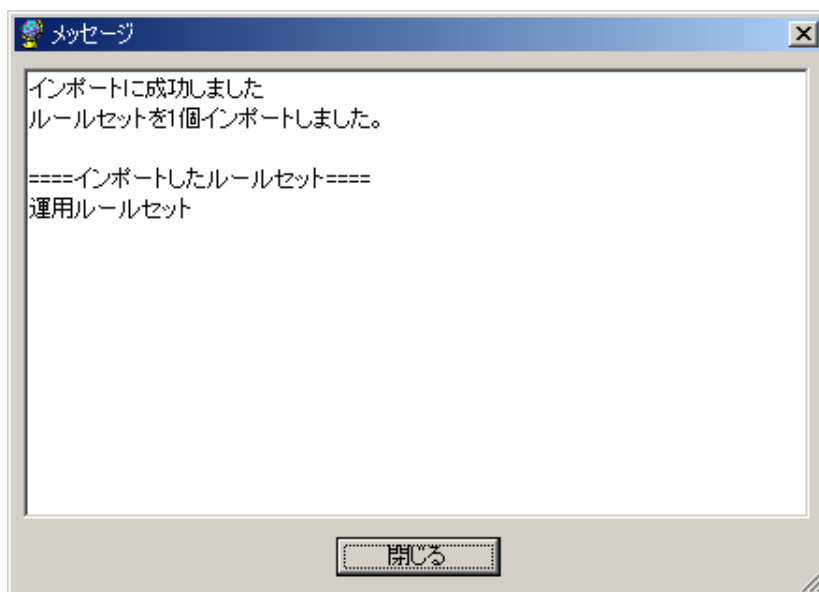 メッセージ
インポートに成功しました
ルールセットを1個インポートしました。
====インポートしたルールセット====
運用ルールセット
閉じる